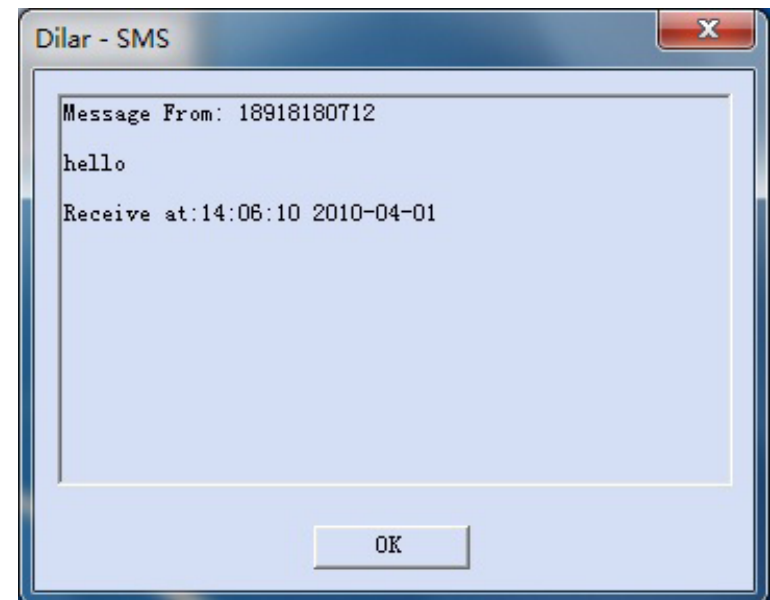 Dilar - SMS
Message From: 18918180712
hello
Receive at:14:06:10 2010-04-01
OK